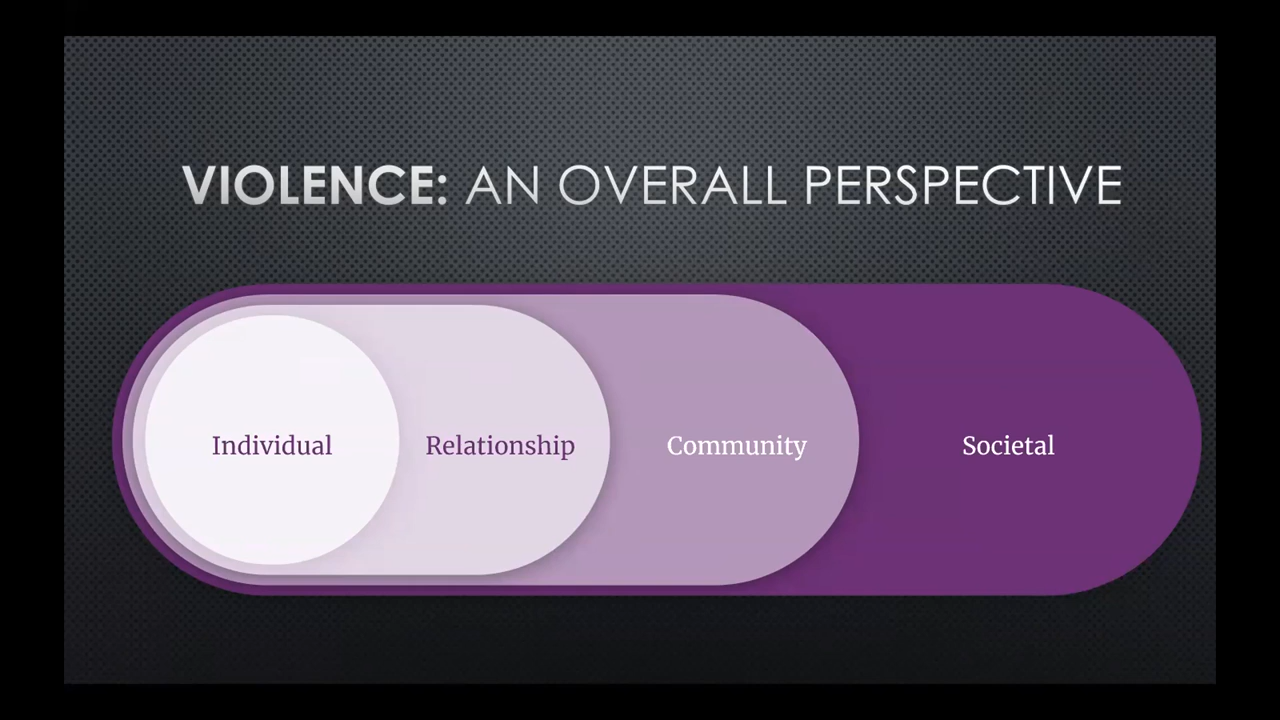 VIOLENCE: AN OVERALL PERSPECTIVE
Individual
Relationship
Community
Societal